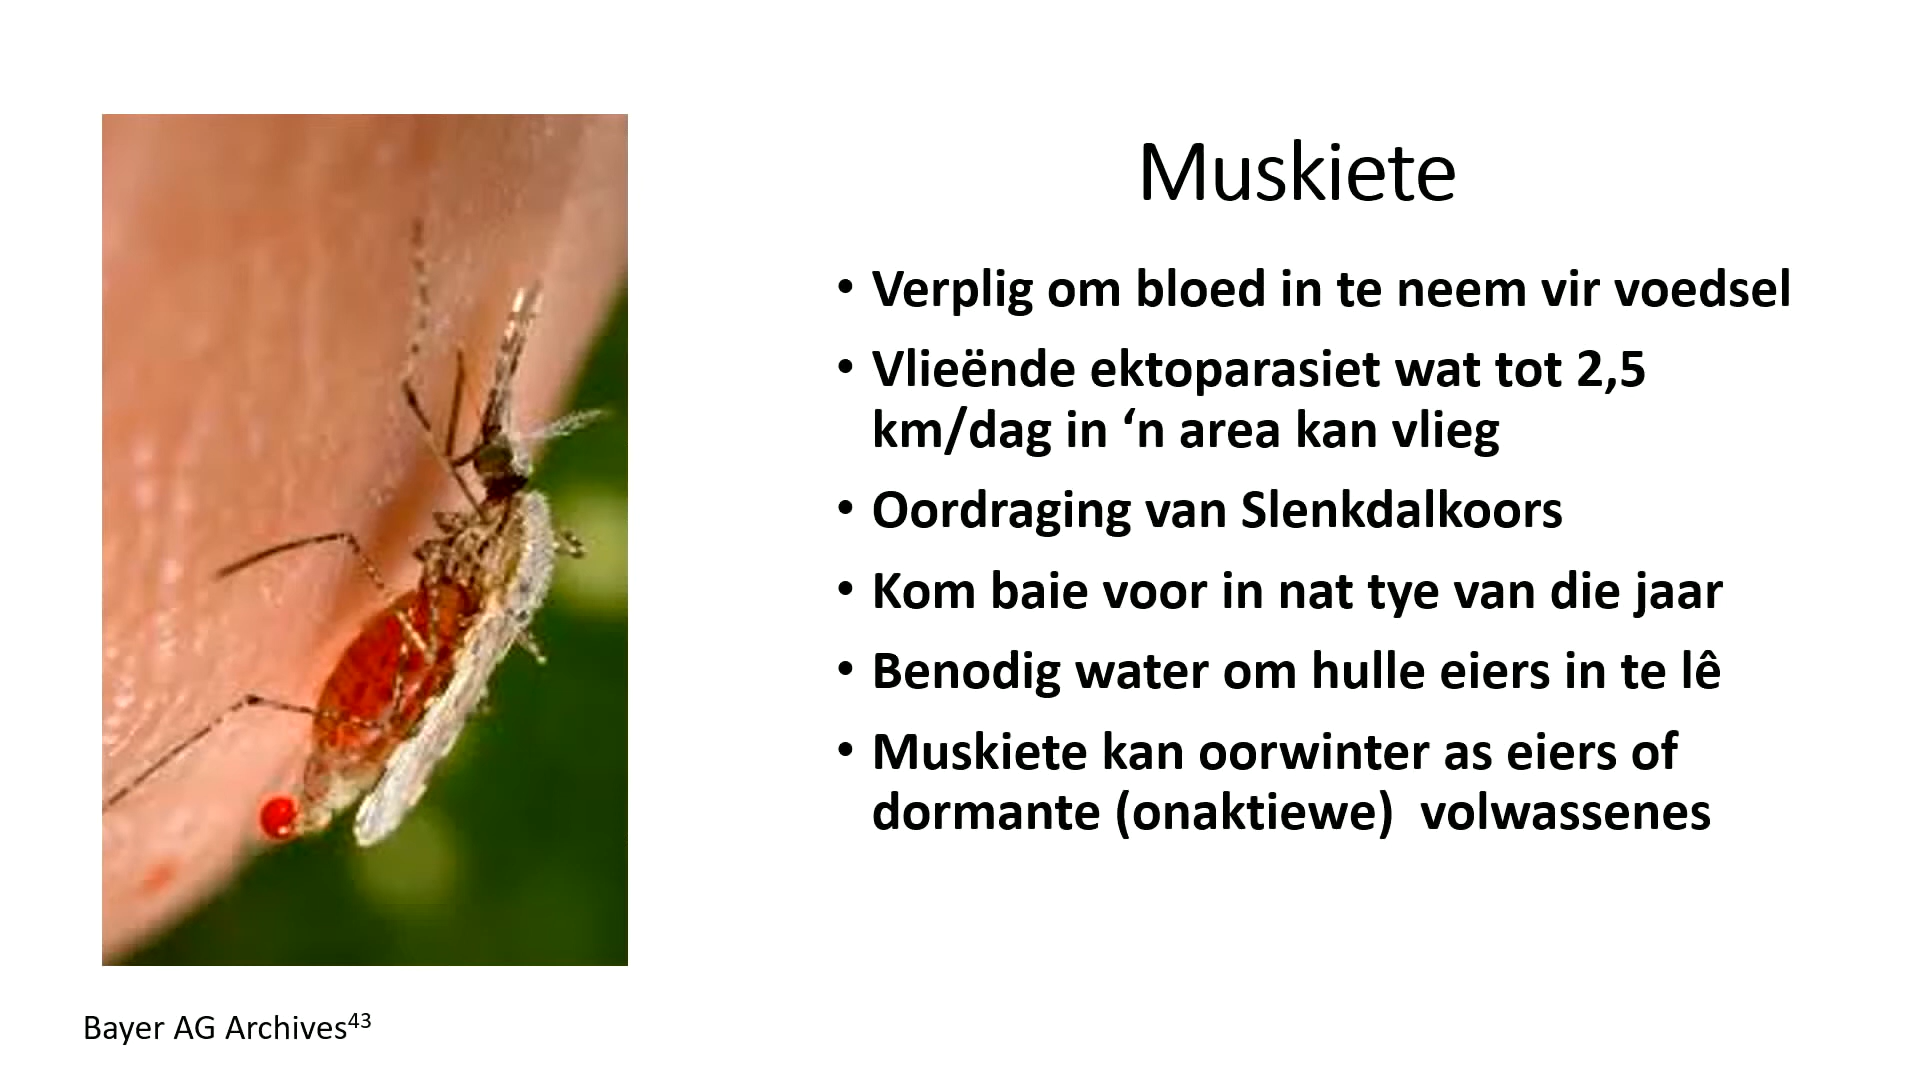 Muskiete
• Verplig om bloed in te neem vir voedsel
• Vlieënde ektoparasiet wat tot 2,5
km/dag in ‘n area kan vlieg
• Oordraging van Slenkdalkoors
• Kom baie voor in nat tye van die jaar
• Benodig water om hulle eiers in te lê
• Muskiete kan oorwinter as eiers of
dormante (onaktiewe)  volwassenes
Bayer AG Archives⁴³